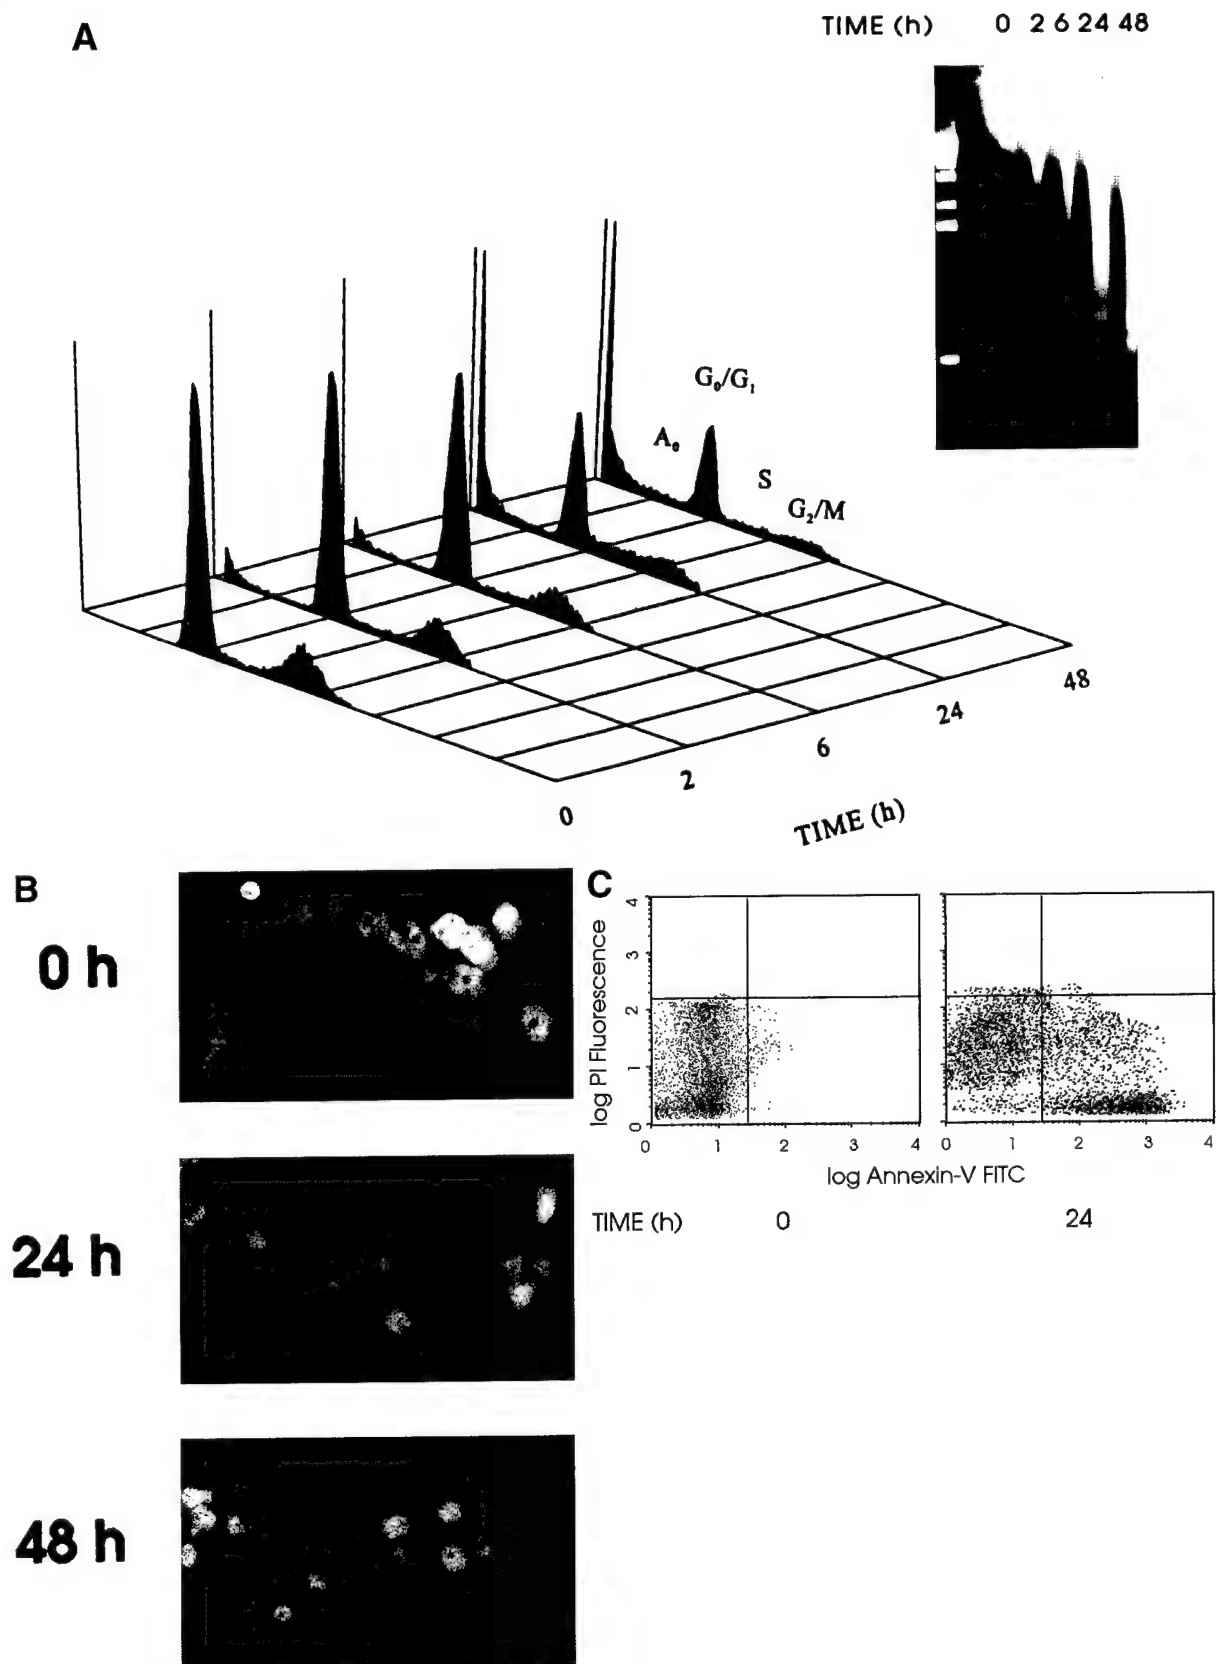 A
TIME (h) 0 2 6 24 48
G₀/G₁
A₀
S
G₂/M
48
24
6
2
0
TIME (h)
B
0 h
24 h
48 h
C
log PI Fluorescence
4
3
2
1
0
0 1 2 3 4
0 1 2 3 4
log Annexin-V FITC
TIME (h) 0 24